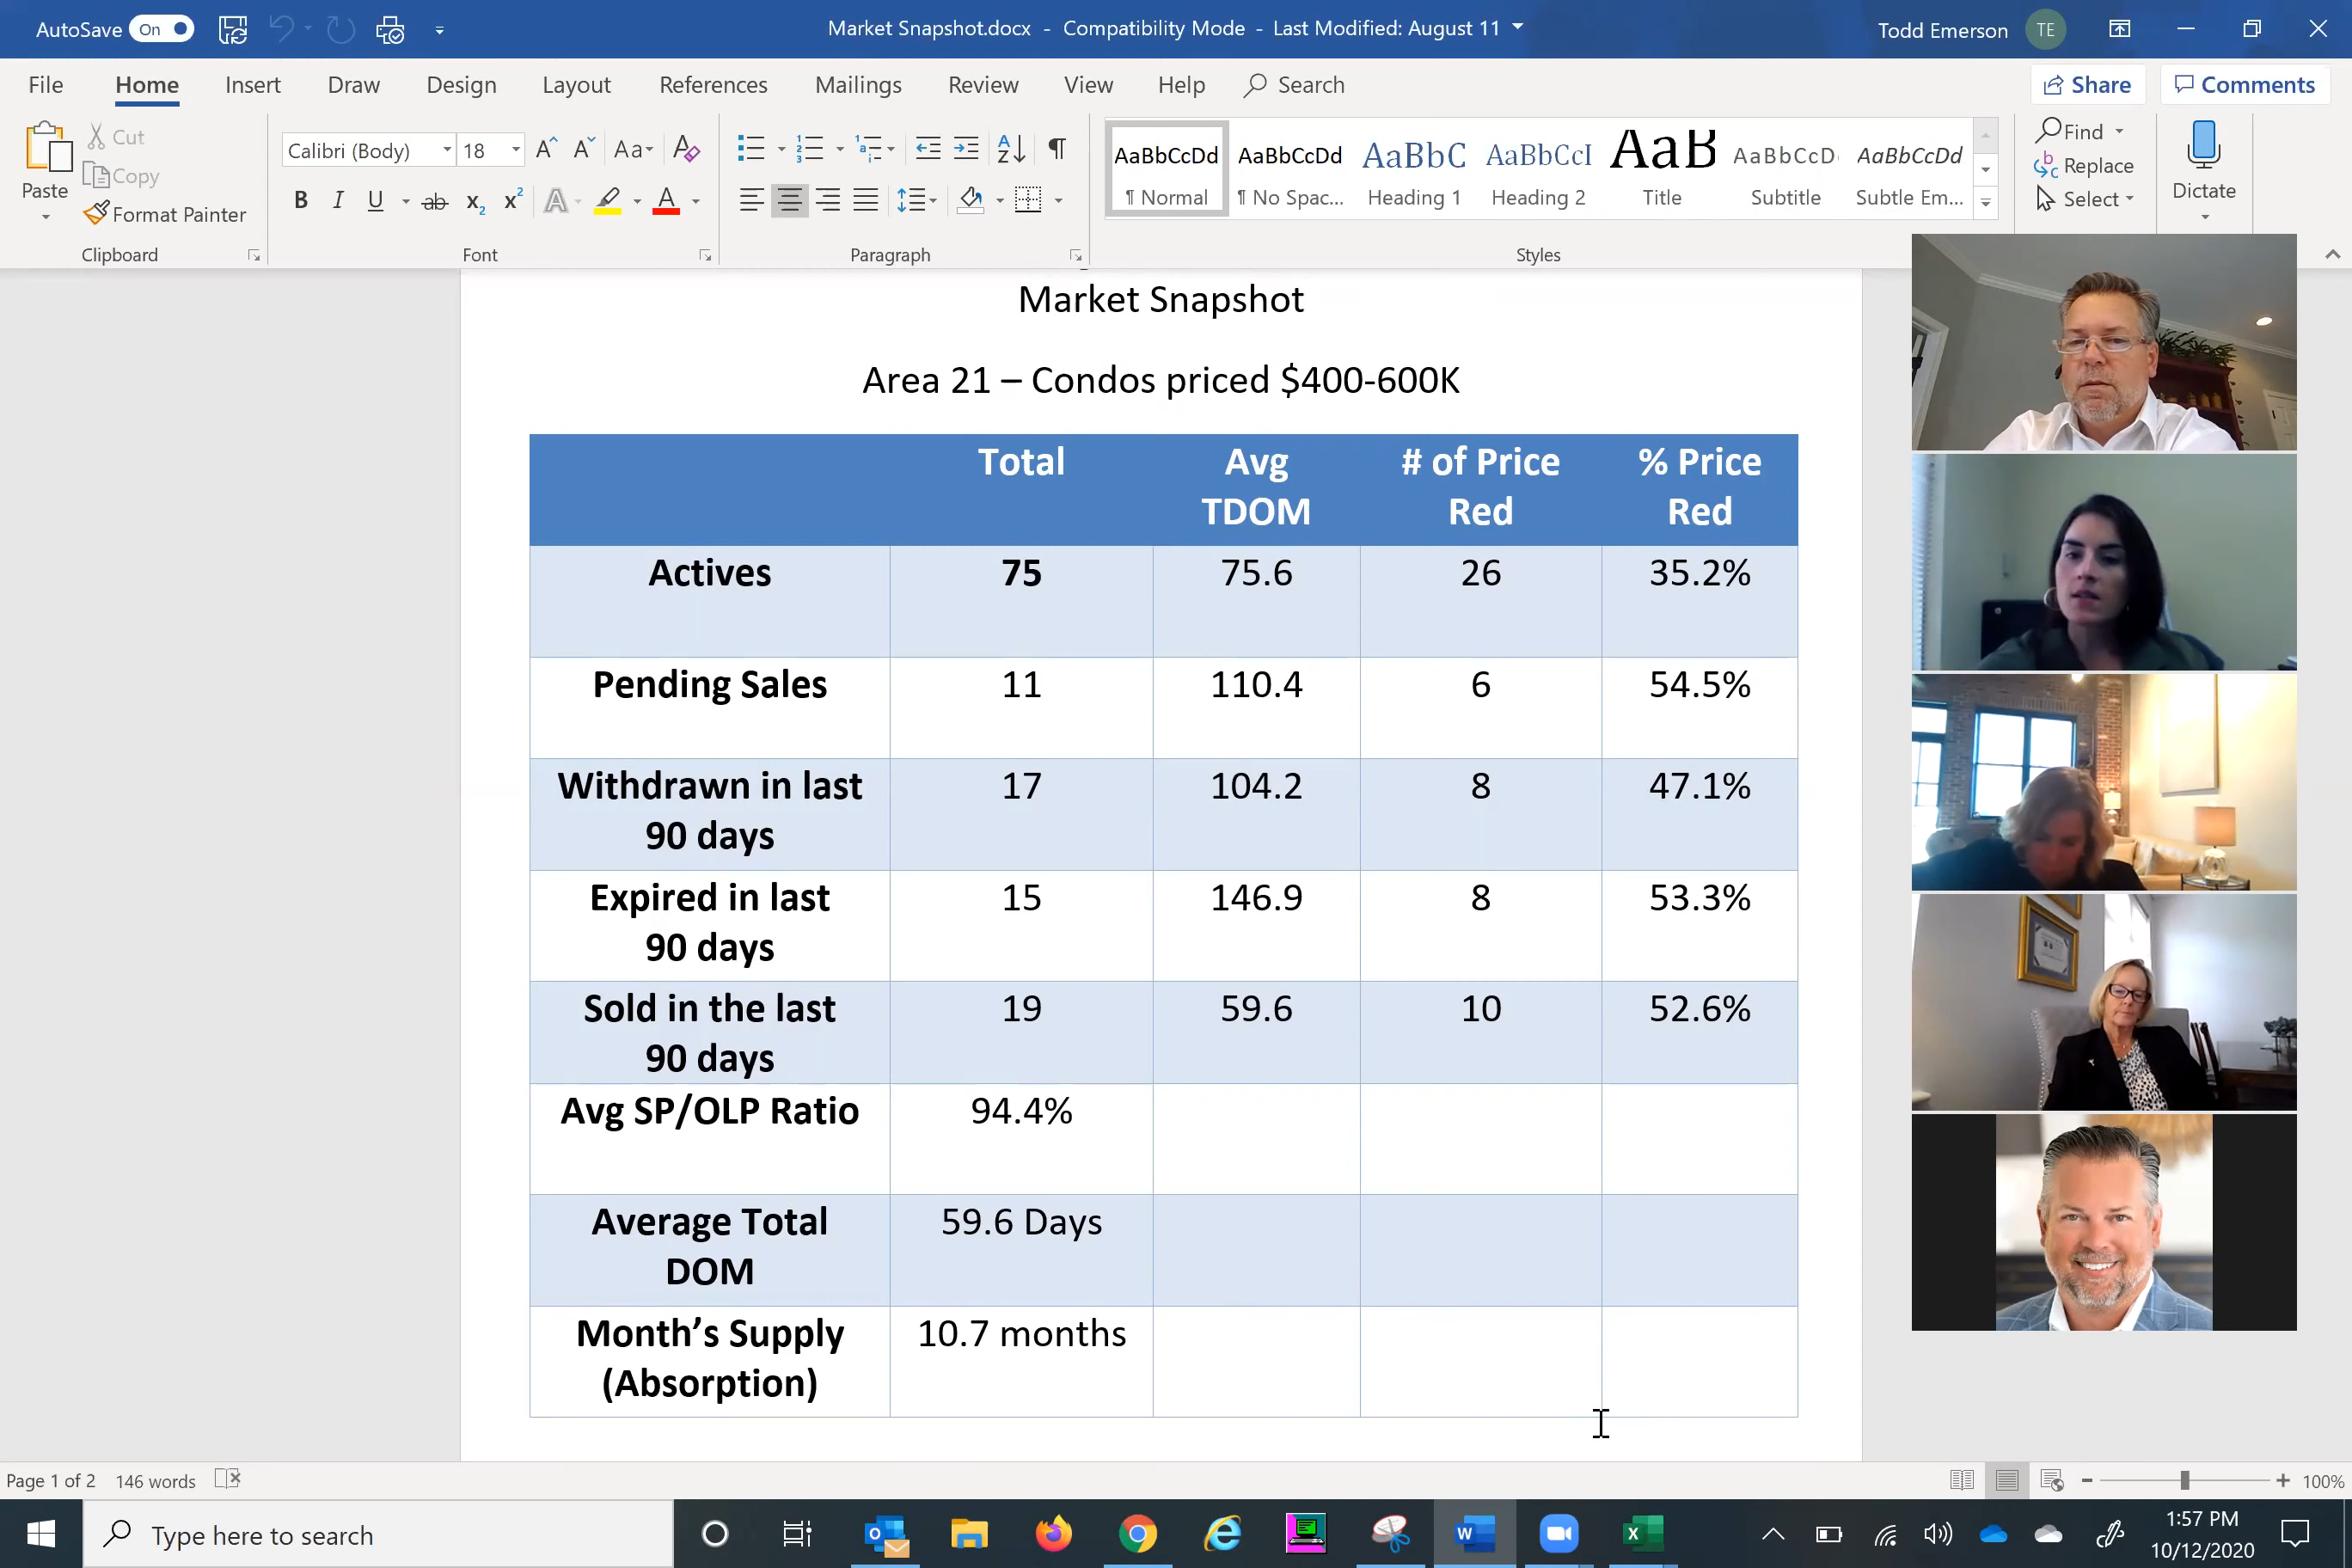 AutoSave On
Market Snapshot.docx - Compatibility Mode - Last Modified: August 11
Todd Emerson TE
File Home Insert Draw Design Layout References Mailings Review View Help Search
Share Comments
Paste
Cut
Copy
Format Painter
Clipboard
Calibri (Body) 18
Font
Paragraph
AaBbCcDd AaBbCcDd AaBbC AaBbCcI AaB AaBbCcD AaBbCcDd
¶ Normal ¶ No Spac... Heading 1 Heading 2 Title Subtitle Subtle Em...
Styles
Find
Replace
Select
Dictate
Market Snapshot
Area 21 – Condos priced $400-600K
Total Avg TDOM # of Price Red % Price Red
Actives 75 75.6 26 35.2%
Pending Sales 11 110.4 6 54.5%
Withdrawn in last 90 days 17 104.2 8 47.1%
Expired in last 90 days 15 146.9 8 53.3%
Sold in the last 90 days 19 59.6 10 52.6%
Avg SP/OLP Ratio 94.4%
Average Total DOM 59.6 Days
Month’s Supply (Absorption) 10.7 months
Page 1 of 2 146 words
100%
Type here to search
1:57 PM
10/12/2020